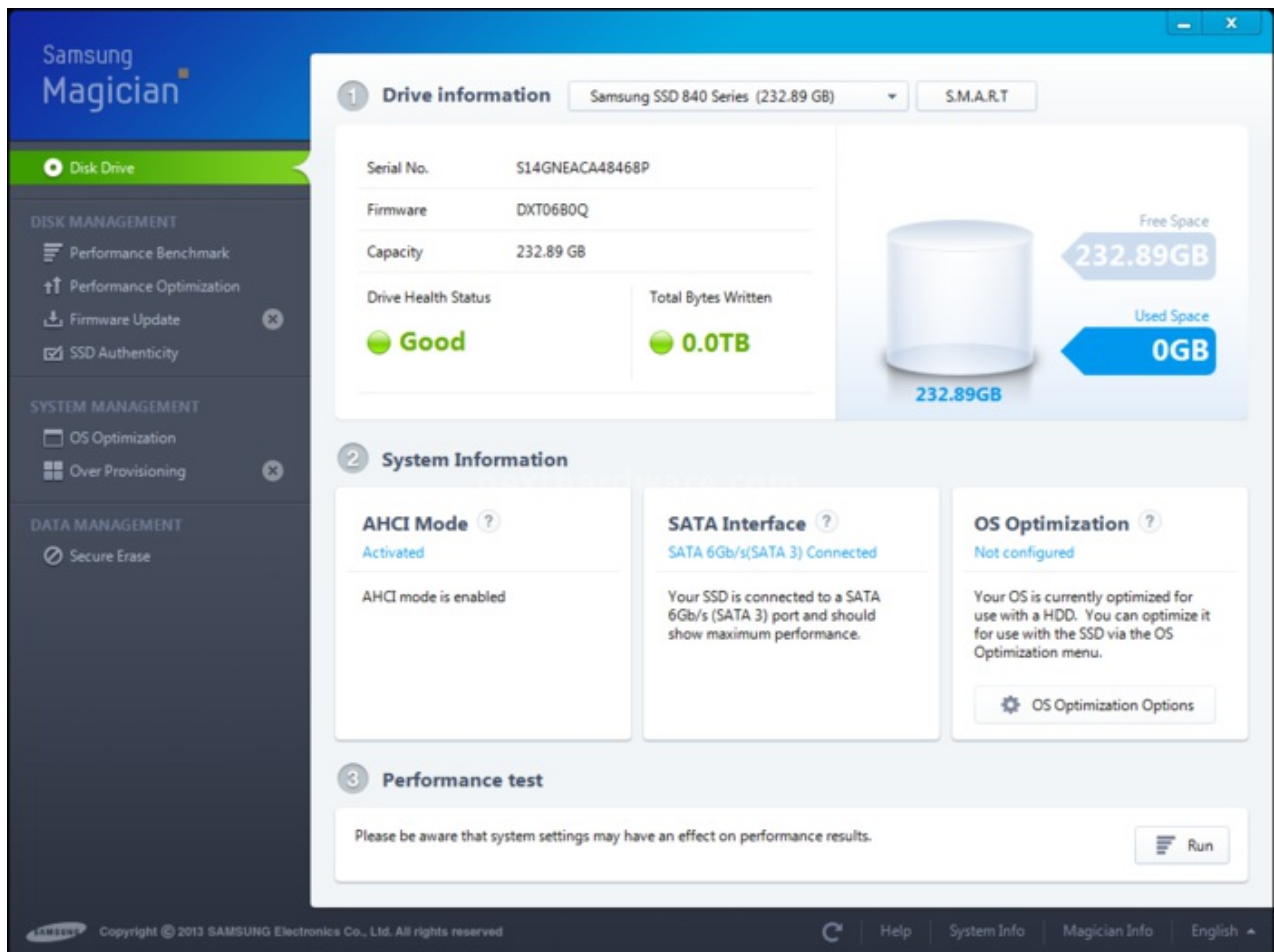 Samsung
Magician
Disk Drive
DISK MANAGEMENT
Performance Benchmark
Performance Optimization
Firmware Update
SSD Authenticity
SYSTEM MANAGEMENT
OS Optimization
Over Provisioning
DATA MANAGEMENT
Secure Erase
1 Drive information Samsung SSD 840 Series (232.89 GB) S.M.A.R.T
Serial No. S14GNEACA48468P
Firmware DXT06B0Q
Capacity 232.89 GB
Drive Health Status Total Bytes Written
Good 0.0TB
Free Space
232.89GB
Used Space
0GB
232.89GB
2 System Information
nexthardware.com
AHCI Mode ?
Activated
AHCI mode is enabled
SATA Interface ?
SATA 6Gb/s(SATA 3) Connected
Your SSD is connected to a SATA
6Gb/s (SATA 3) port and should
show maximum performance.
OS Optimization ?
Not configured
Your OS is currently optimized for
use with a HDD. You can optimize it
for use with the SSD via the OS
Optimization menu.
OS Optimization Options
3 Performance test
Please be aware that system settings may have an effect on performance results.
Run
SAMSUNG Copyright © 2013 SAMSUNG Electronics Co., Ltd. All rights reserved
Help System Info Magician Info English